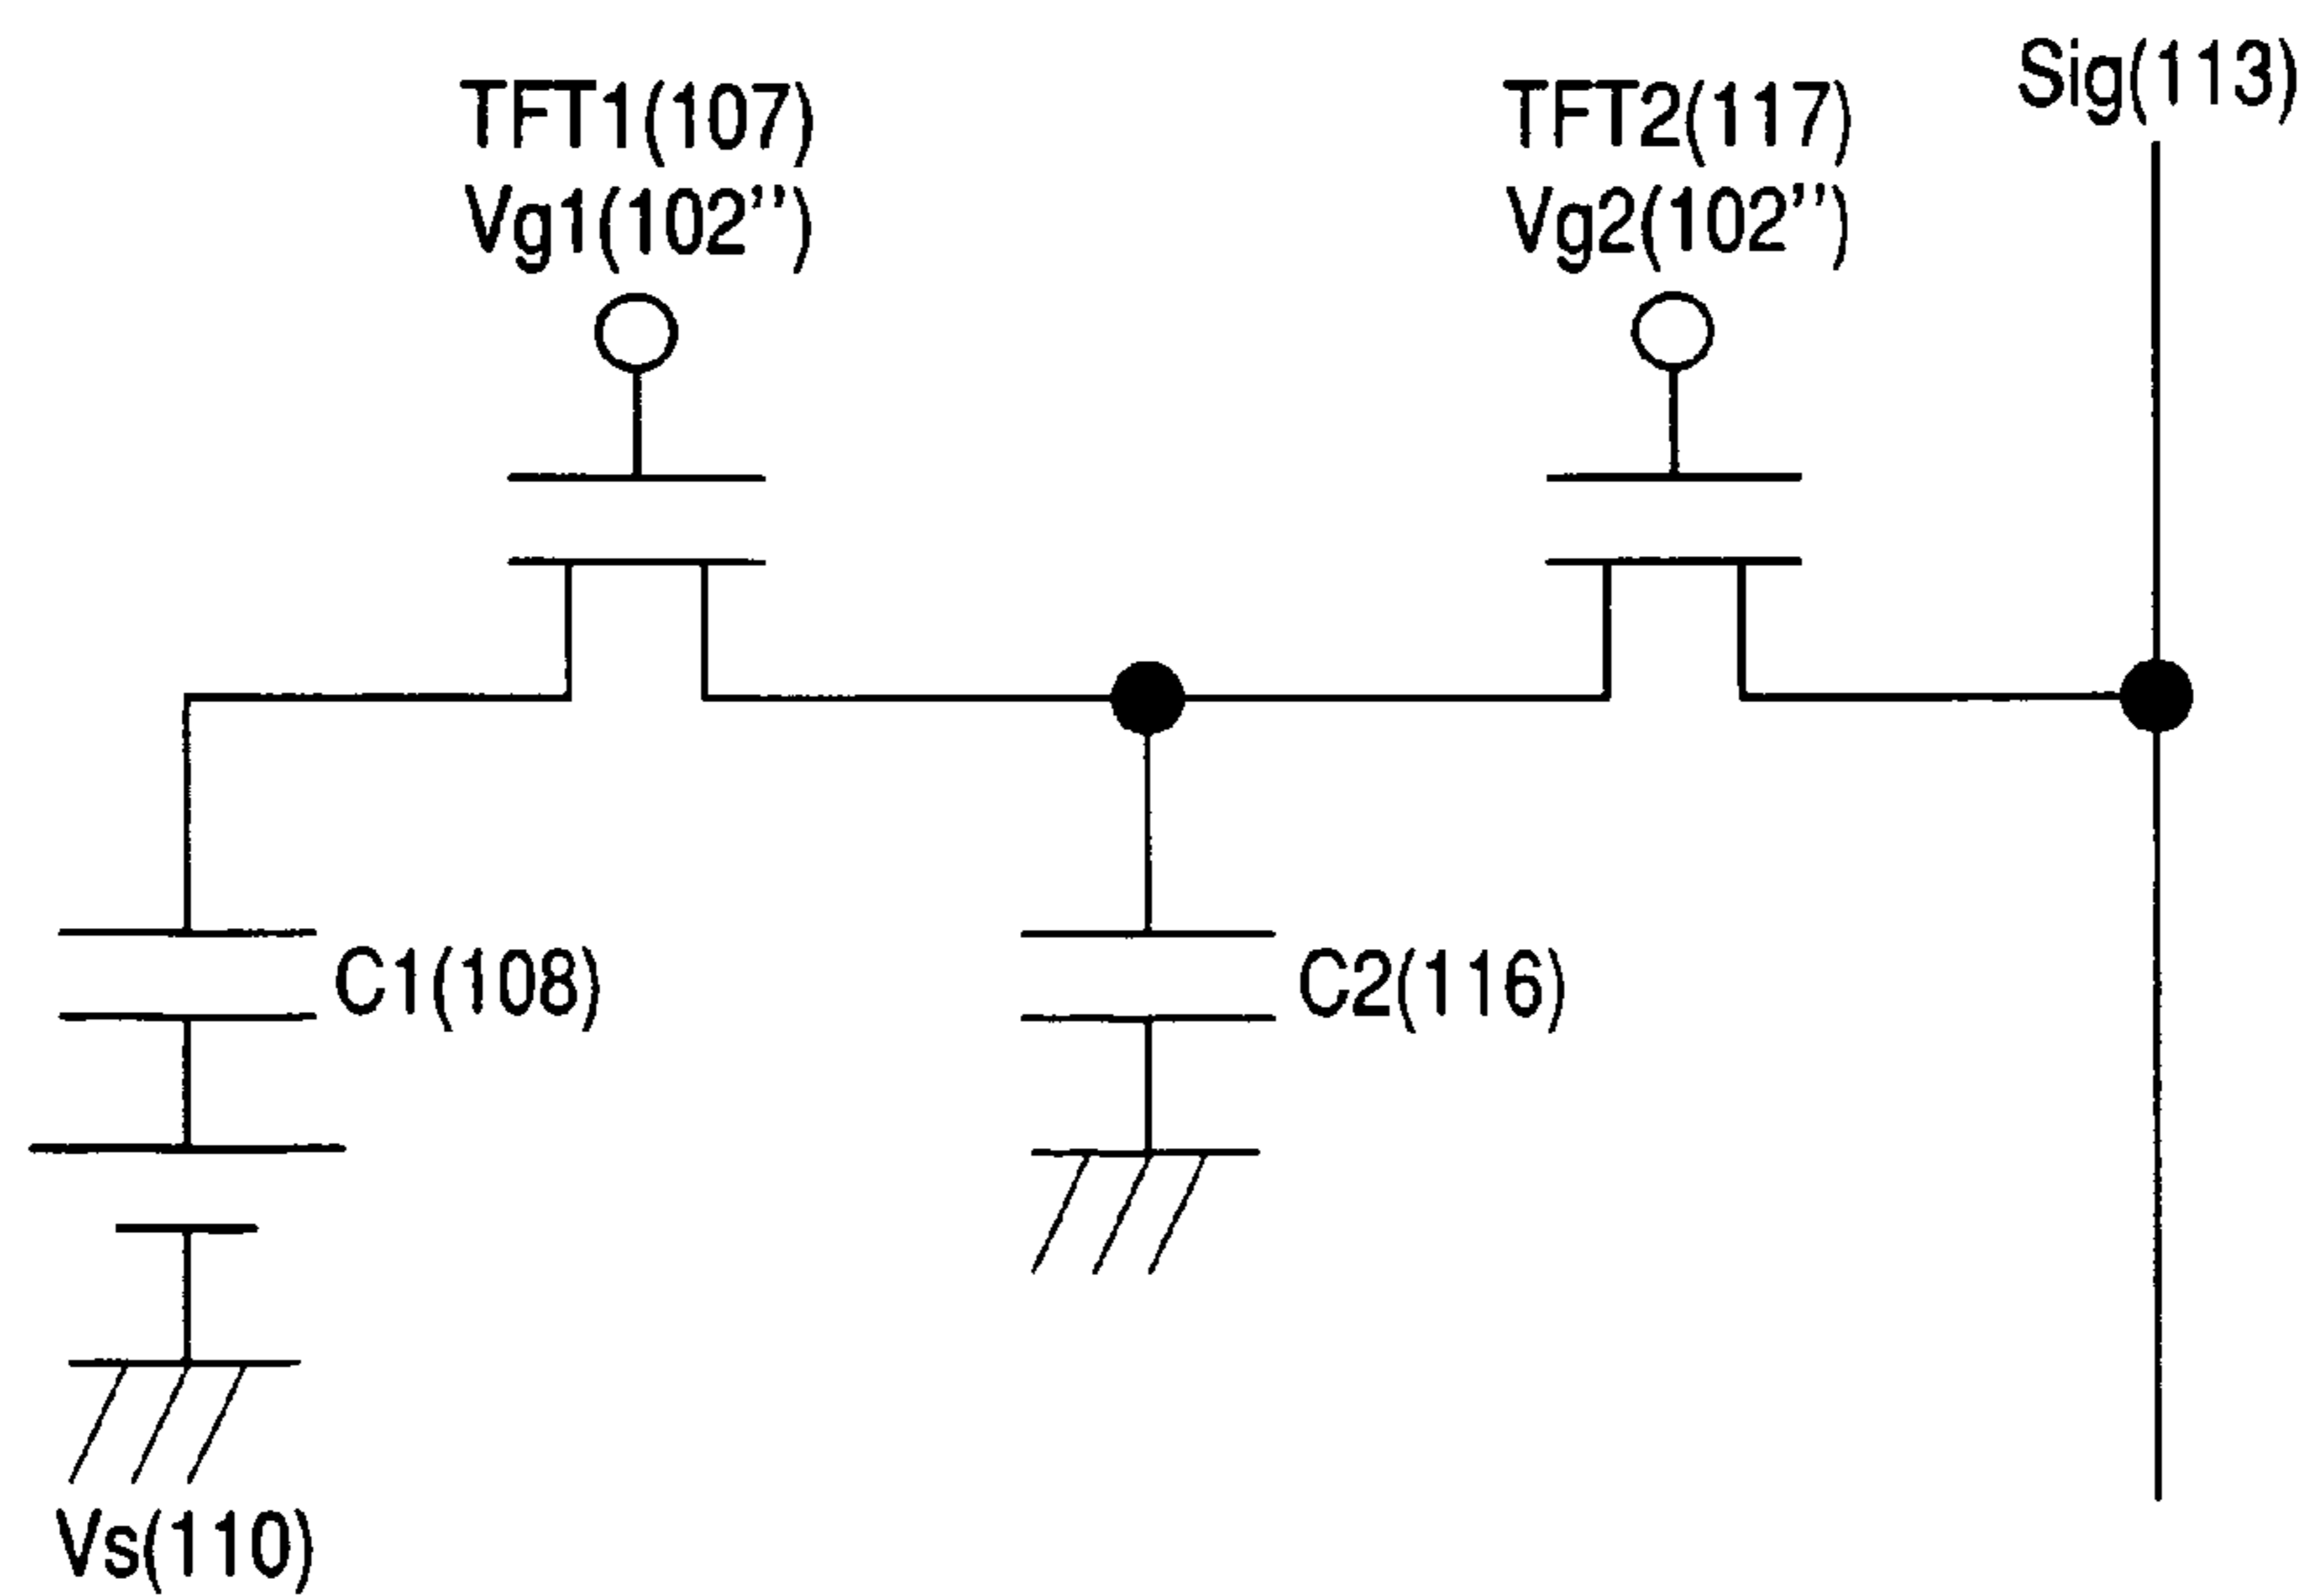 Sig(113)
TFT1(107)
Vg1(102")
TFT2(117)
Vg2(102")
C1(108)
C2(116)
Vs(110)